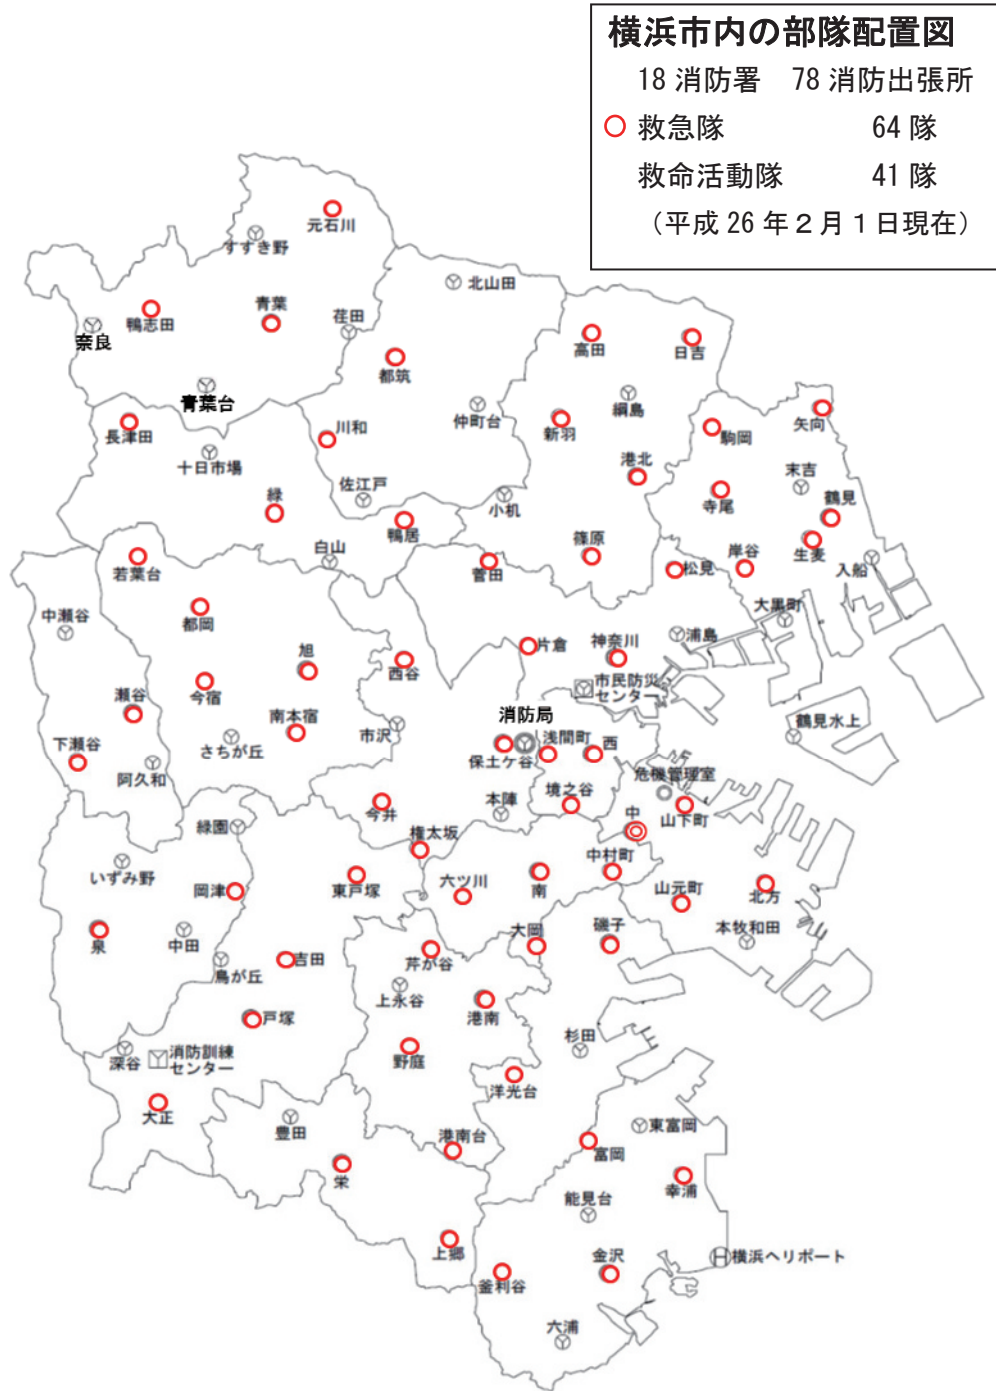 横浜市内の部隊配置図
18 消防署 78 消防出張所
救急隊 64 隊
救命活動隊 41 隊
（平成 26 年２月１日現在）
元石川
すすき野
北山田
鴨志田
青葉
荏田
奈良
高田
日吉
都筑
青葉台
綱島
仲町台
長津田
川和
新羽
駒岡
矢向
十日市場
港北
末吉
佐江戸
緑
小机
寺尾
鶴見
鴨居
白山
篠原
生麦
若葉台
菅田
松見
岸谷
入船
中瀬谷
都岡
大黒町
旭
西谷
片倉
神奈川
浦島
今宿
市民防災
センター
瀬谷
南本宿
市沢
消防局
鶴見水上
下瀬谷
さちが丘
保土ケ谷
浅間町
西
阿久和
危機管理室
今井
本陣
境之谷
山下町
緑園
権太坂
中
いずみ野
岡津
東戸塚
六ツ川
南
中村町
山元町
北方
泉
中田
大岡
磯子
本牧和田
鳥が丘
吉田
芹が谷
上永谷
港南
戸塚
杉田
深谷
消防訓練
センター
野庭
洋光台
大正
豊田
港南台
東富岡
富岡
栄
幸浦
能見台
上郷
金沢
横浜ヘリポート
釜利谷
六浦